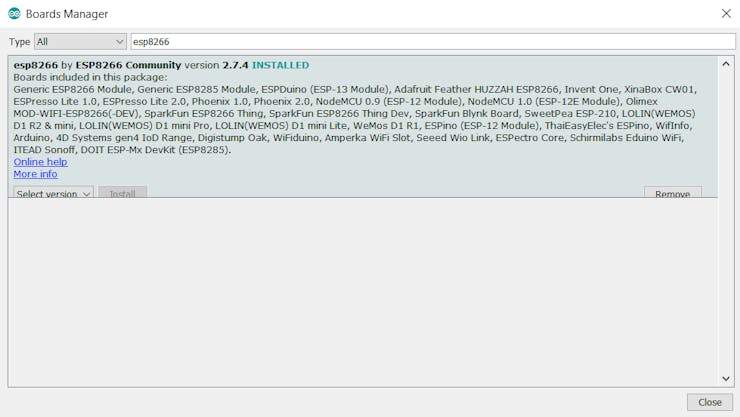 Boards Manager
Type All esp8266
esp8266 by ESP8266 Community version 2.7.4 INSTALLED
Boards included in this package:
Generic ESP8266 Module, Generic ESP8285 Module, ESPDuino (ESP-13 Module), Adafruit Feather HUZZAH ESP8266, Invent One, XinaBox CW01,
ESPresso Lite 1.0, ESPresso Lite 2.0, Phoenix 1.0, Phoenix 2.0, NodeMCU 0.9 (ESP-12 Module), NodeMCU 1.0 (ESP-12E Module), Olimex
MOD-WIFI-ESP8266(-DEV), SparkFun ESP8266 Thing, SparkFun ESP8266 Thing Dev, SparkFun Blynk Board, SweetPea ESP-210, LOLIN(WEMOS)
D1 R2 & mini, LOLIN(WEMOS) D1 mini Pro, LOLIN(WEMOS) D1 mini Lite, WeMos D1 R1, ESPino (ESP-12 Module), ThaiEasyElec's ESPino, WifInfo,
Arduino, 4D Systems gen4 IoD Range, Digistump Oak, WiFiduino, Amperka WiFi Slot, Seeed Wio Link, ESPectro Core, Schirmilabs Eduino WiFi,
ITEAD Sonoff, DOIT ESP-Mx DevKit (ESP8285).
Online help
More info
Select version Install Remove
Close